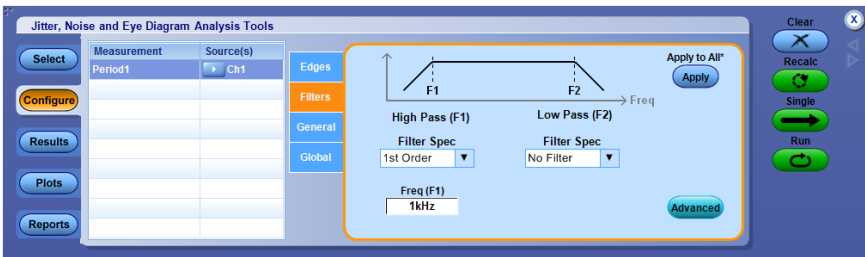 Jitter, Noise and Eye Diagram Analysis Tools
Clear
X
Select
Configure
Results
Plots
Reports
Measurement Source(s)
Period1 Ch1
Edges
Filters
General
Global
F1 F2
Freq
Apply to All*
Apply
High Pass (F1) Low Pass (F2)
Filter Spec Filter Spec
1st Order No Filter
Freq (F1)
1kHz
Advanced
Recalc
Single
Run